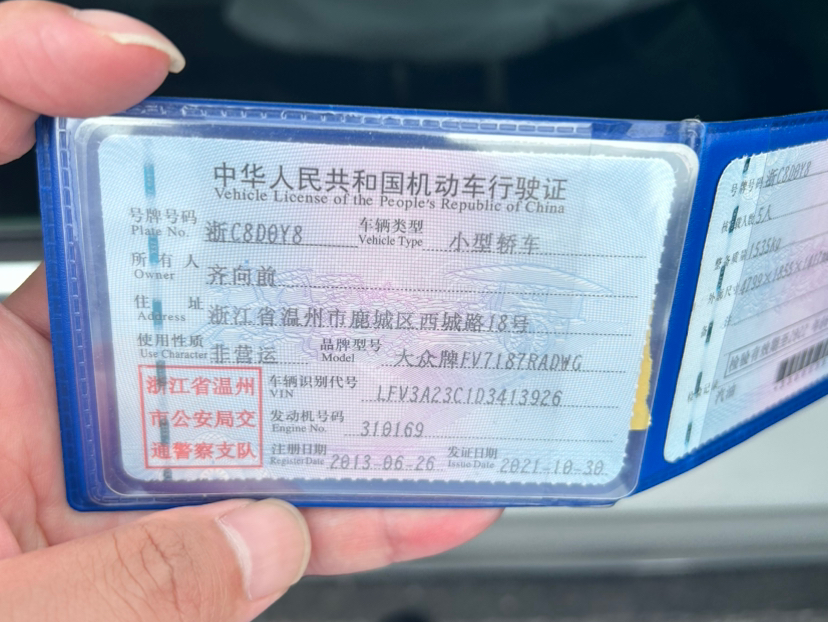 中华人民共和国机动车行驶证
Vehicle License of the People's Republic of China
号牌号码 Plate No. 浙C8D0Y8 车辆类型 Vehicle Type 小型轿车
所有人 Owner 齐向前
住址 Address 浙江省温州市鹿城区西城路18号
使用性质 Use Character 非营运 品牌型号 Model 大众牌FV7187RADWG
浙江省温州
市公安局交
通警察支队
车辆识别代号 VIN LFV3A23C1D3413926
发动机号码 Engine No. 310169
注册日期 Register Date 2013-06-26 发证日期 Issue Date 2021-10-30
号牌号码 浙C8D0Y8
5人
1535kg
汽油